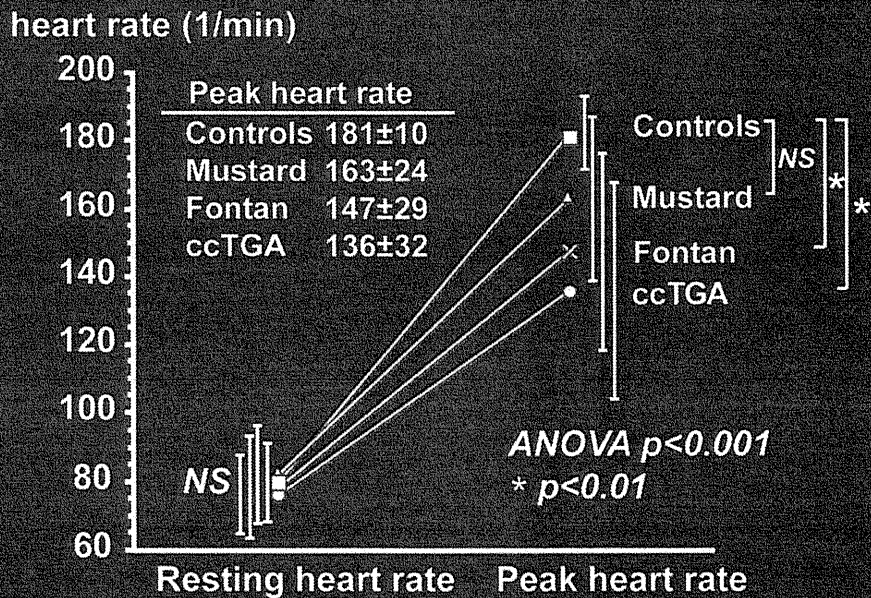 heart rate (1/min)
200
180
160
140
120
100
80
60
Peak heart rate
Controls 181±10
Mustard 163±24
Fontan 147±29
ccTGA 136±32
Controls
Mustard
Fontan
ccTGA
NS
*
*
NS
ANOVA p<0.001
* p<0.01
Resting heart rate Peak heart rate